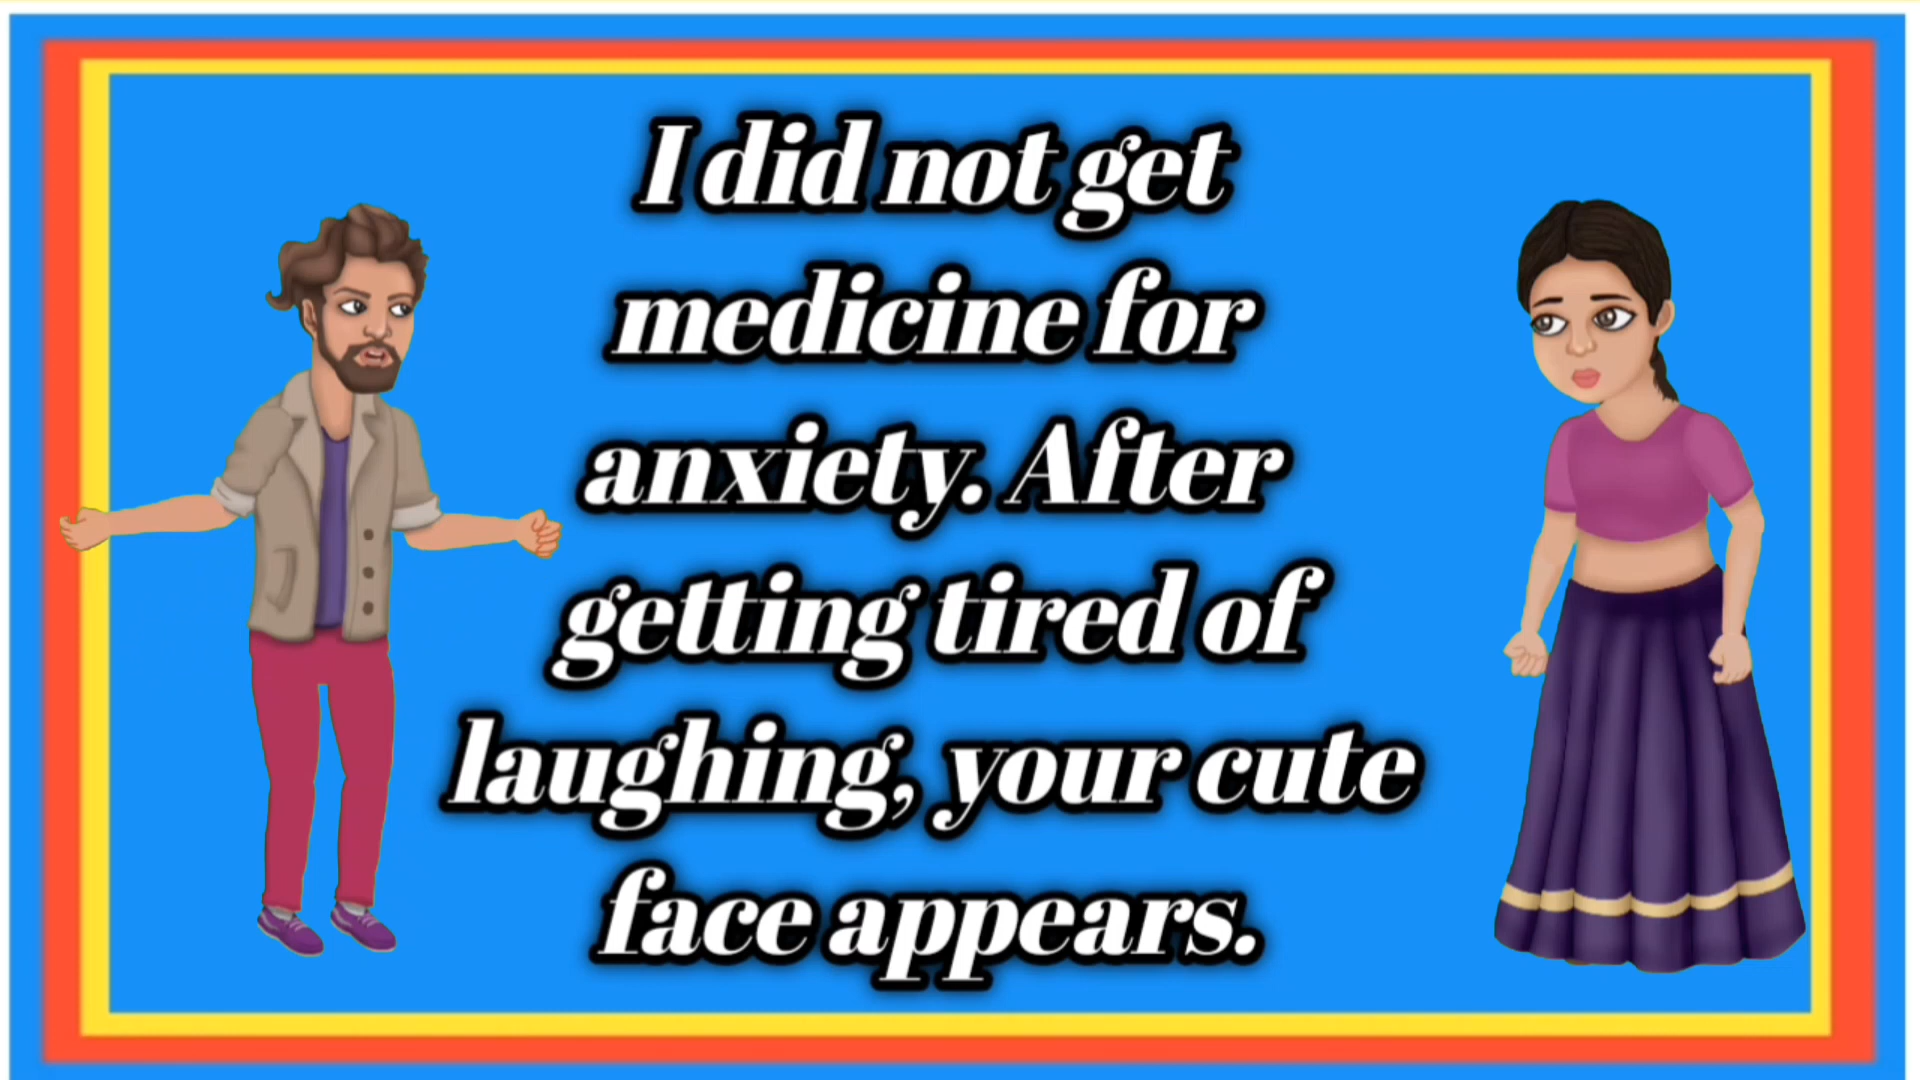 I did not get
medicine for
anxiety. After
getting tired of
laughing, your cute
face appears.